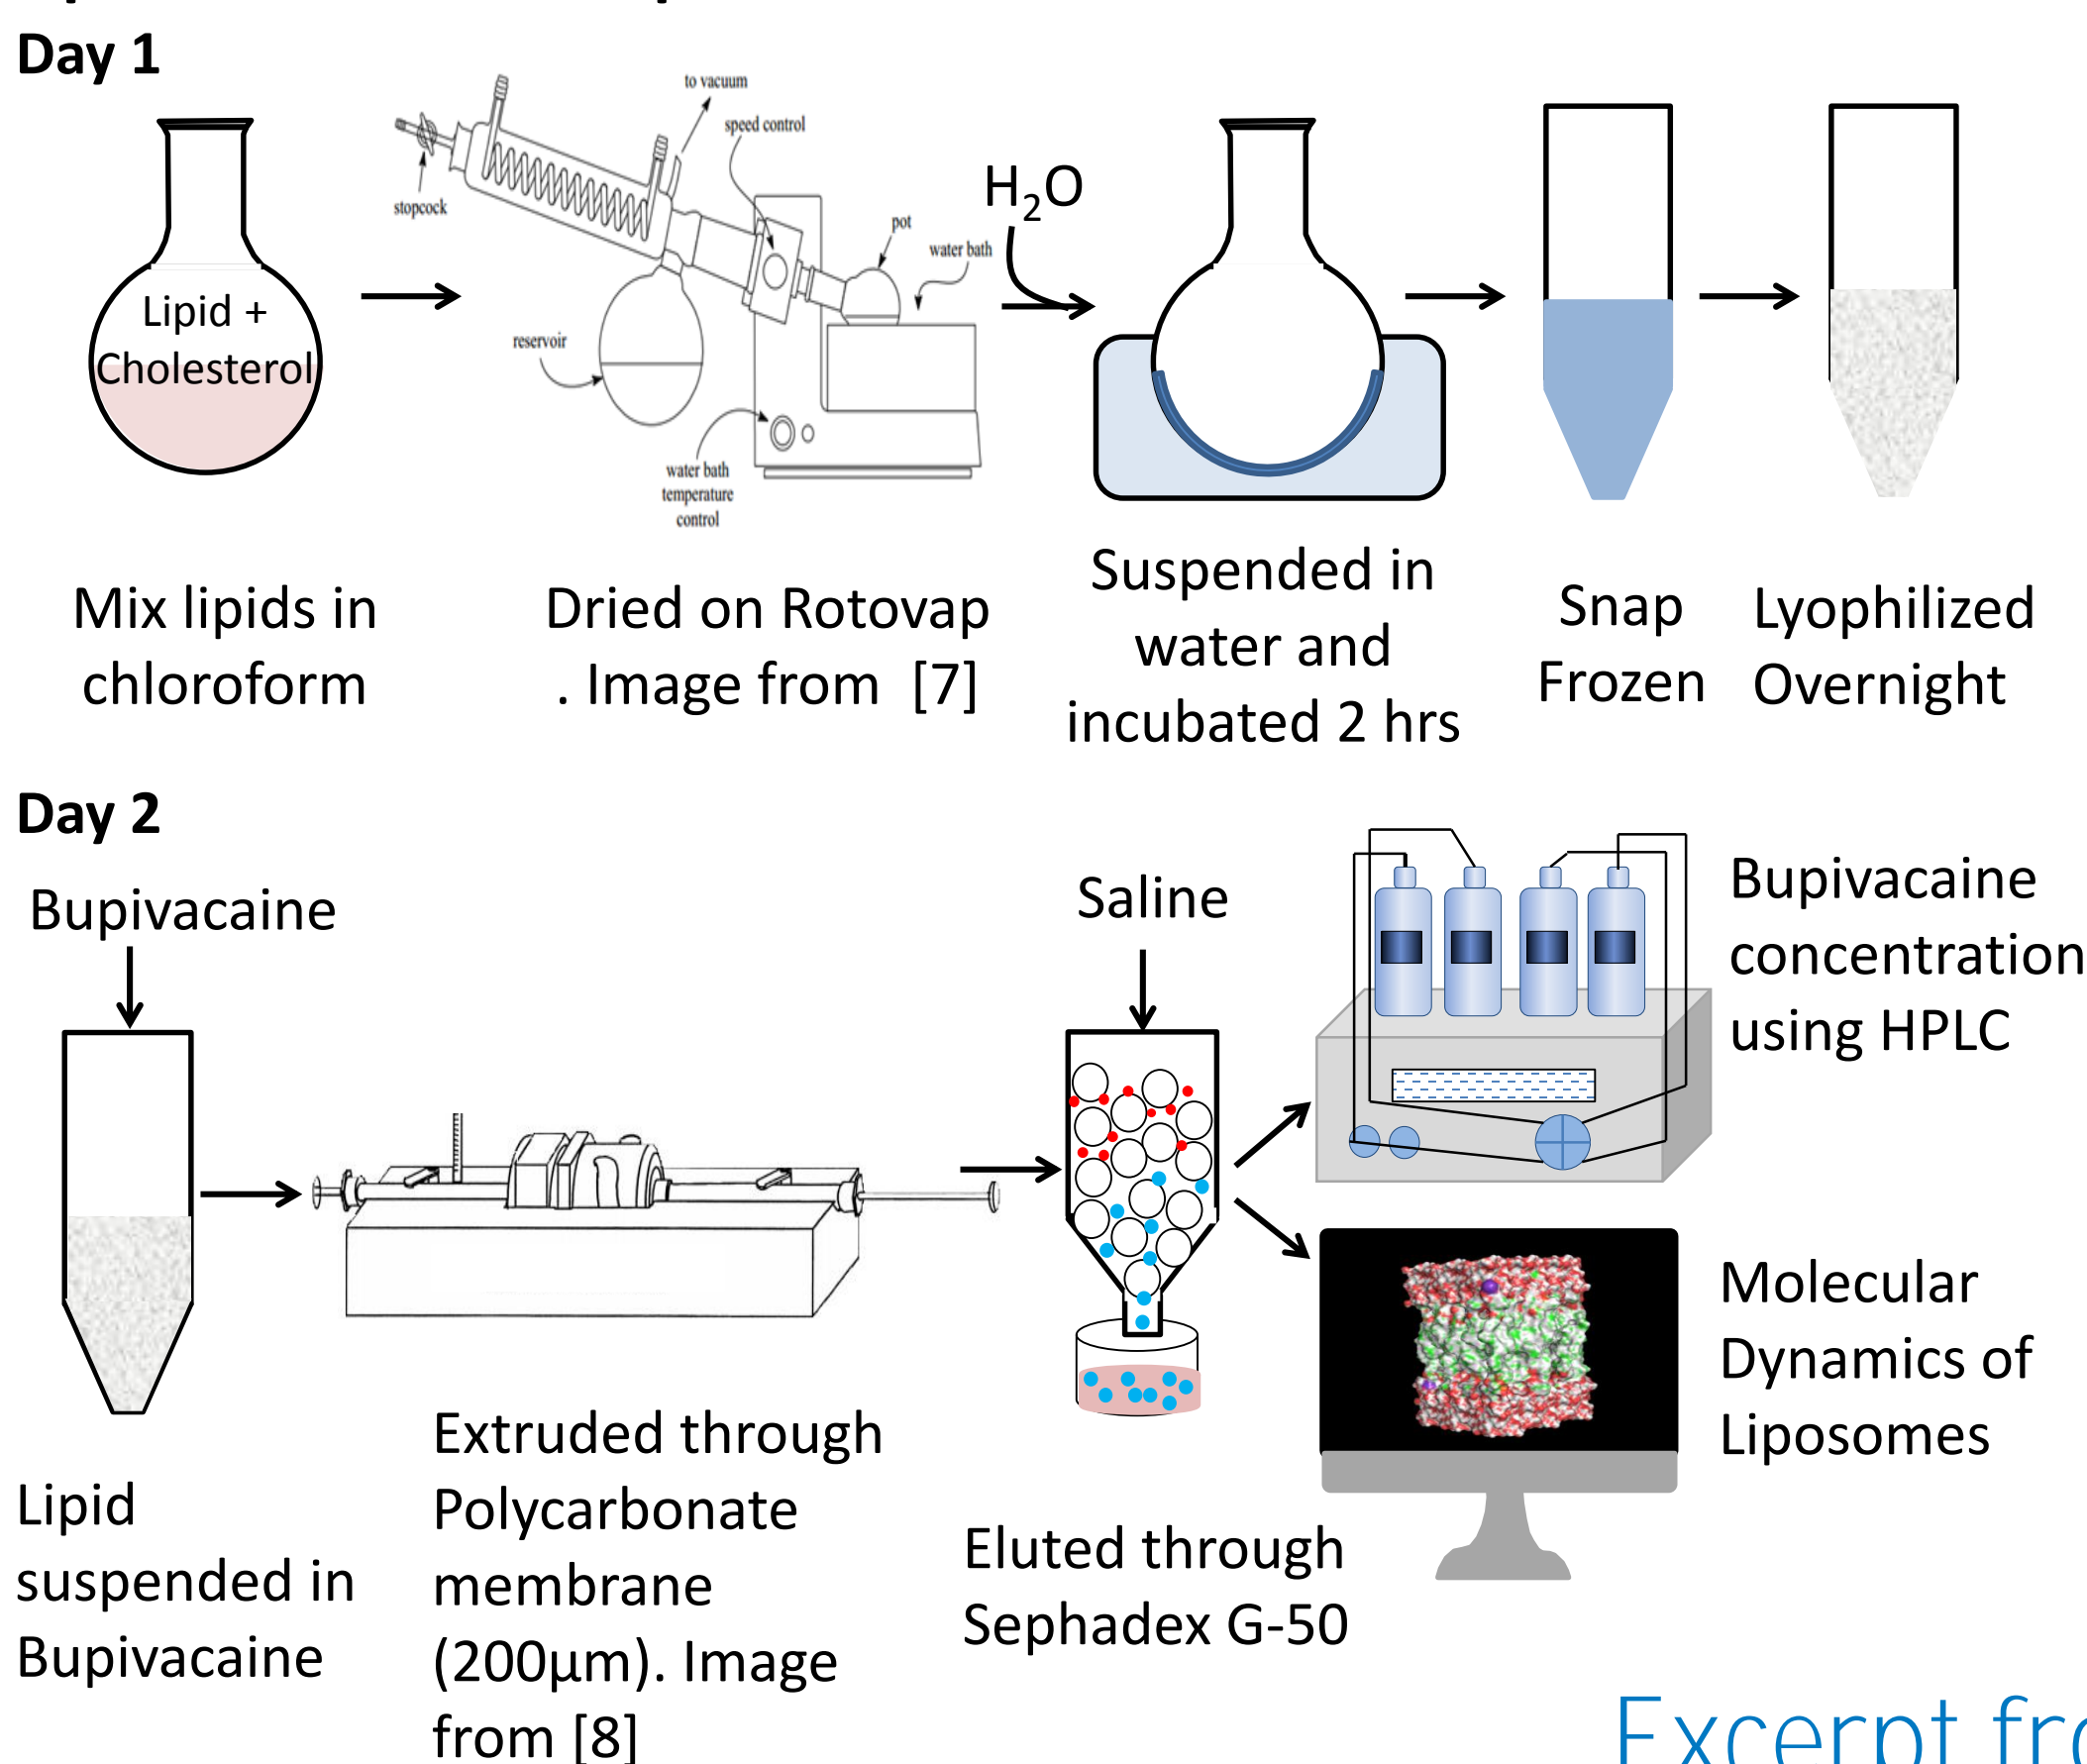 Day 1
Lipid +
Cholesterol
to vacuum
speed control
stopcock
pot
water bath
reservoir
water bath
temperature
control
H₂O
Mix lipids in
chloroform
Dried on Rotovap
. Image from [7]
Suspended in
water and
incubated 2 hrs
Snap
Frozen
Lyophilized
Overnight
Day 2
Bupivacaine
Lipid
suspended in
Bupivacaine
Extruded through
Polycarbonate
membrane
(200µm). Image
from [8]
Saline
Eluted through
Sephadex G-50
Bupivacaine
concentration
using HPLC
Molecular
Dynamics of
Liposomes
Excerpt fro